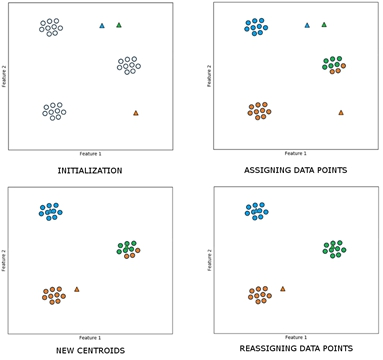 Feature 2
Feature 1
INITIALIZATION
Feature 2
Feature 1
ASSIGNING DATA POINTS
Feature 2
Feature 1
NEW CENTROIDS
Feature 2
Feature 1
REASSIGNING DATA POINTS